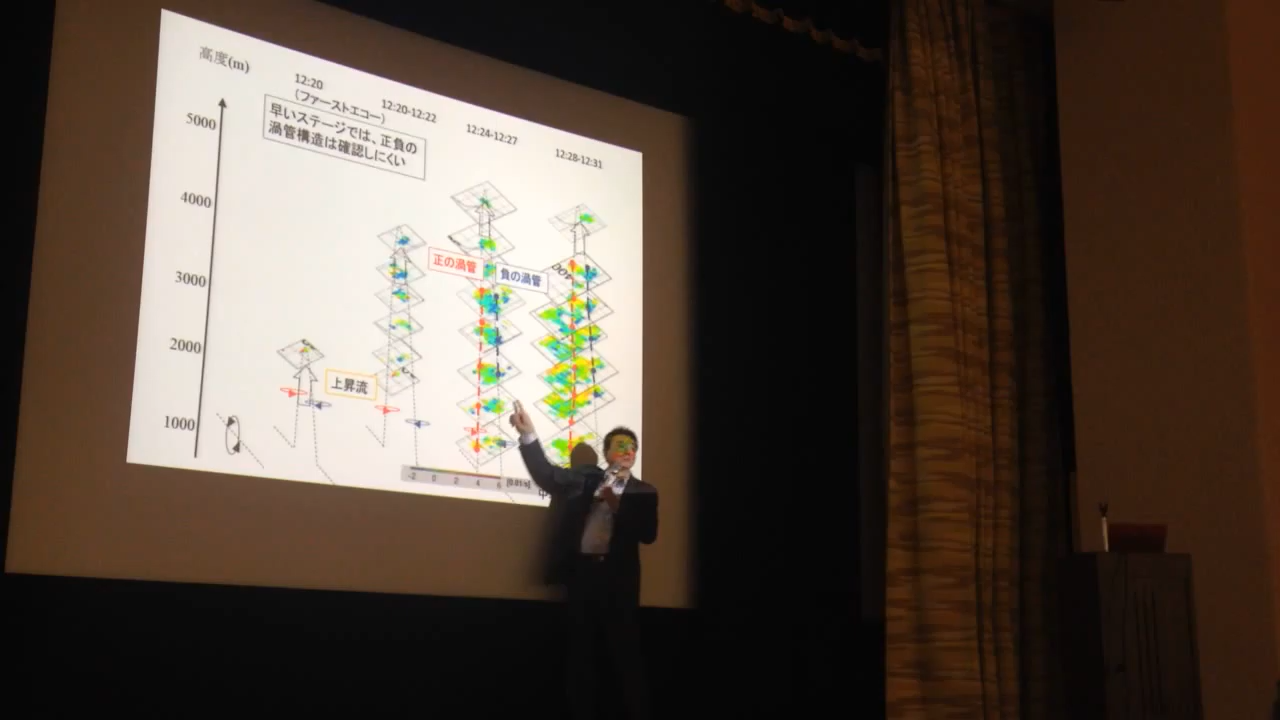 高度(m)
12:20
(ファーストエコー)
12:20-12:22
12:24-12:27
12:28-12:31
早いステージでは、正負の
渦管構造は確認しにくい
5000
4000
3000
2000
1000
正の渦管
負の渦管
上昇流
-2 0 2 4 6 [0.01/s]